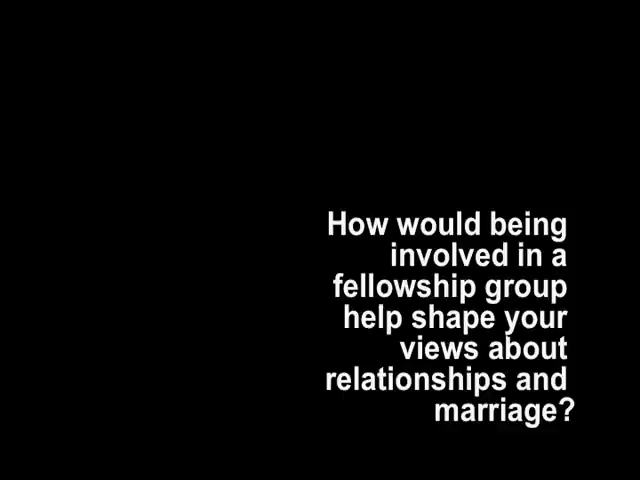 How would being
involved in a
fellowship group
help shape your
views about
relationships and
marriage?